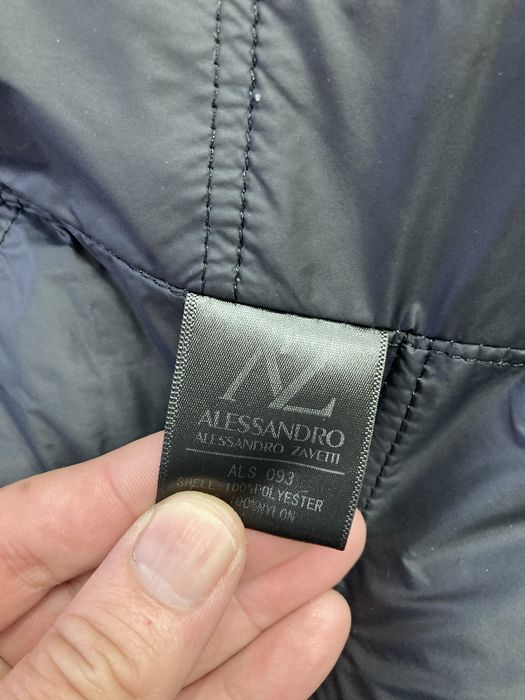 AZ
ALESSANDRO
ALESSANDRO ZAVETTI
ALS 093
SHELL: 100%POLYESTER
100%NYLON